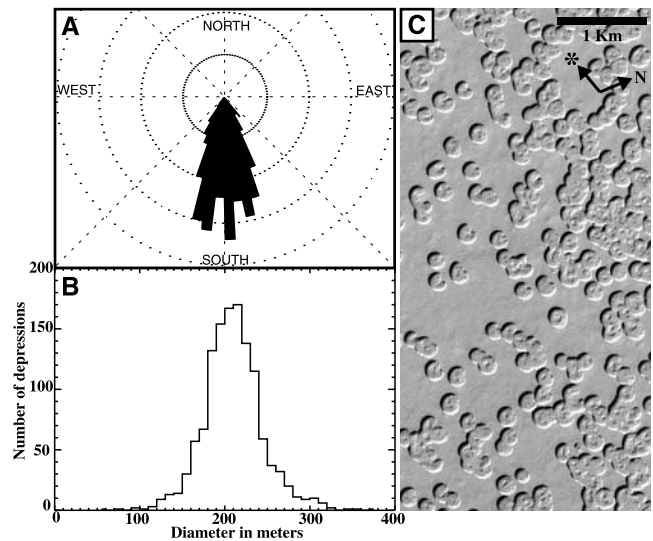 A
NORTH
WEST
EAST
SOUTH
B
200
150
100
50
0
Number of depressions
0 100 200 300 400
Diameter in meters
C
1 Km
*
N